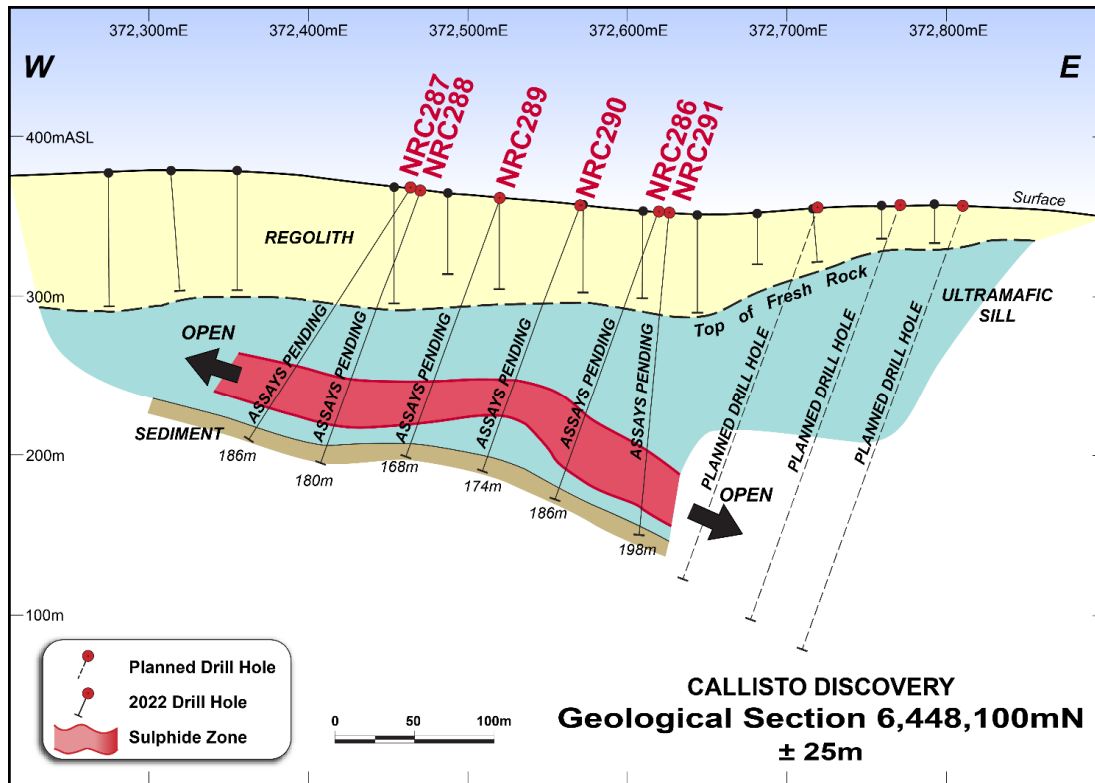 372,300mE
372,400mE
372,500mE
372,600mE
372,700mE
372,800mE
W
E
400mASL
NRC287
NRC288
NRC289
NRC290
NRC286
NRC291
Surface
REGOLITH
300m
Top of Fresh Rock
ULTRAMAFIC
SILL
OPEN
ASSAYS PENDING
ASSAYS PENDING
ASSAYS PENDING
ASSAYS PENDING
ASSAYS PENDING
ASSAYS PENDING
PLANNED DRILL HOLE
PLANNED DRILL HOLE
PLANNED DRILL HOLE
SEDIMENT
200m
186m
180m
168m
174m
186m
198m
OPEN
100m
Planned Drill Hole
2022 Drill Hole
Sulphide Zone
0 50 100m
CALLISTO DISCOVERY
Geological Section 6,448,100mN
± 25m